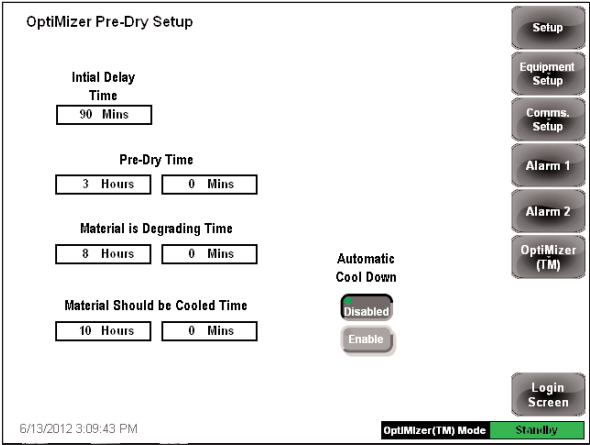 OptiMizer Pre-Dry Setup
Setup
Equipment
Setup
Comms.
Setup
Alarm 1
Alarm 2
OptiMizer
(TM)
Intial Delay
Time
90 Mins
Pre-Dry Time
3 Hours 0 Mins
Material is Degrading Time
8 Hours 0 Mins
Material Should be Cooled Time
10 Hours 0 Mins
Automatic
Cool Down
Disabled
Enable
Login
Screen
6/13/2012 3:09:43 PM
OptiMizer(TM) Mode Standby